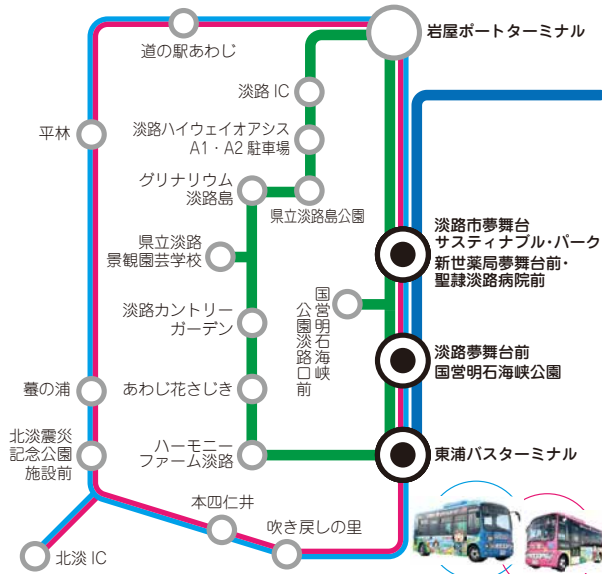 岩屋ポートターミナル
道の駅あわじ
淡路 IC
平林
淡路ハイウェイオアシス
A1・A2 駐車場
グリナリウム
淡路島
県立淡路島公園
淡路市夢舞台
サスティナブル・パーク
新世薬局夢舞台前・
聖隷淡路病院前
県立淡路
景観園芸学校
国営明石海峡
公園淡路口前
淡路カントリー
ガーデン
淡路夢舞台前
国営明石海峡公園
蟇の浦
あわじ花さじき
北淡震災
記念公園
施設前
ハーモニー
ファーム淡路
東浦バスターミナル
本四仁井
吹き戻しの里
北淡 IC